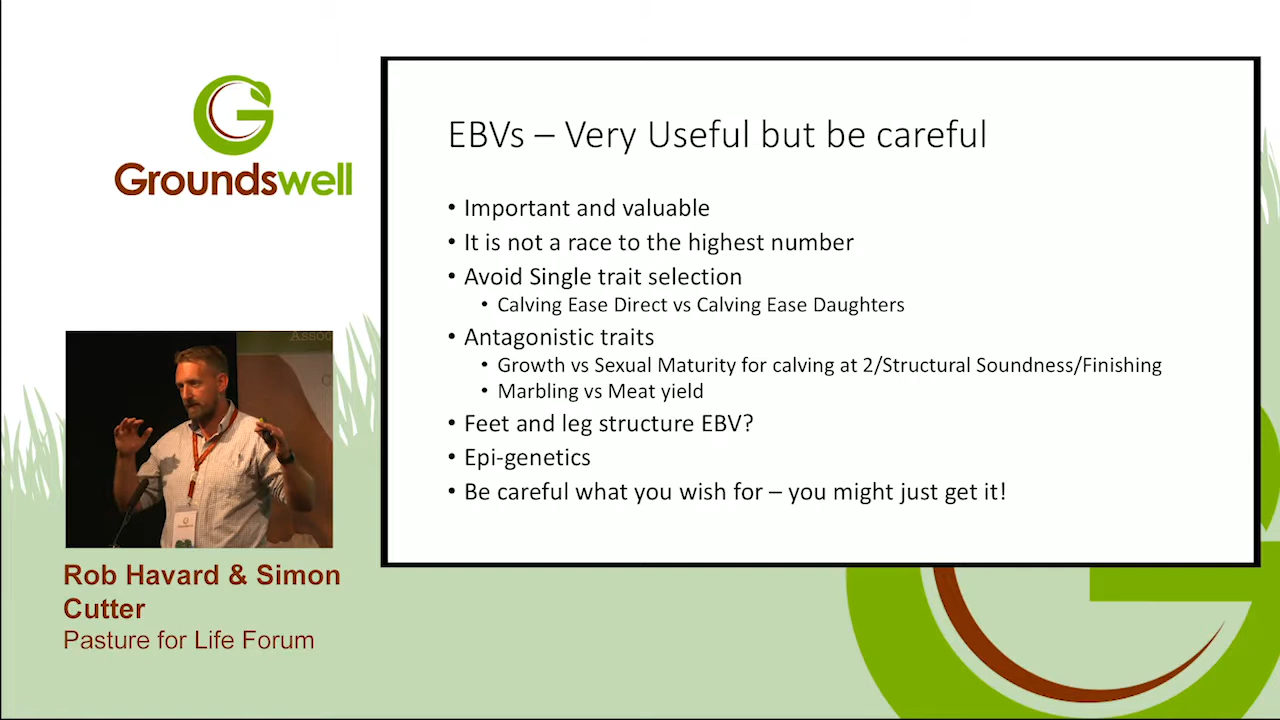 Groundswell
EBVs – Very Useful but be careful
• Important and valuable
• It is not a race to the highest number
• Avoid Single trait selection
• Calving Ease Direct vs Calving Ease Daughters
• Antagonistic traits
• Growth vs Sexual Maturity for calving at 2/Structural Soundness/Finishing
• Marbling vs Meat yield
• Feet and leg structure EBV?
• Epi-genetics
• Be careful what you wish for – you might just get it!
Rob Havard & Simon
Cutter
Pasture for Life Forum